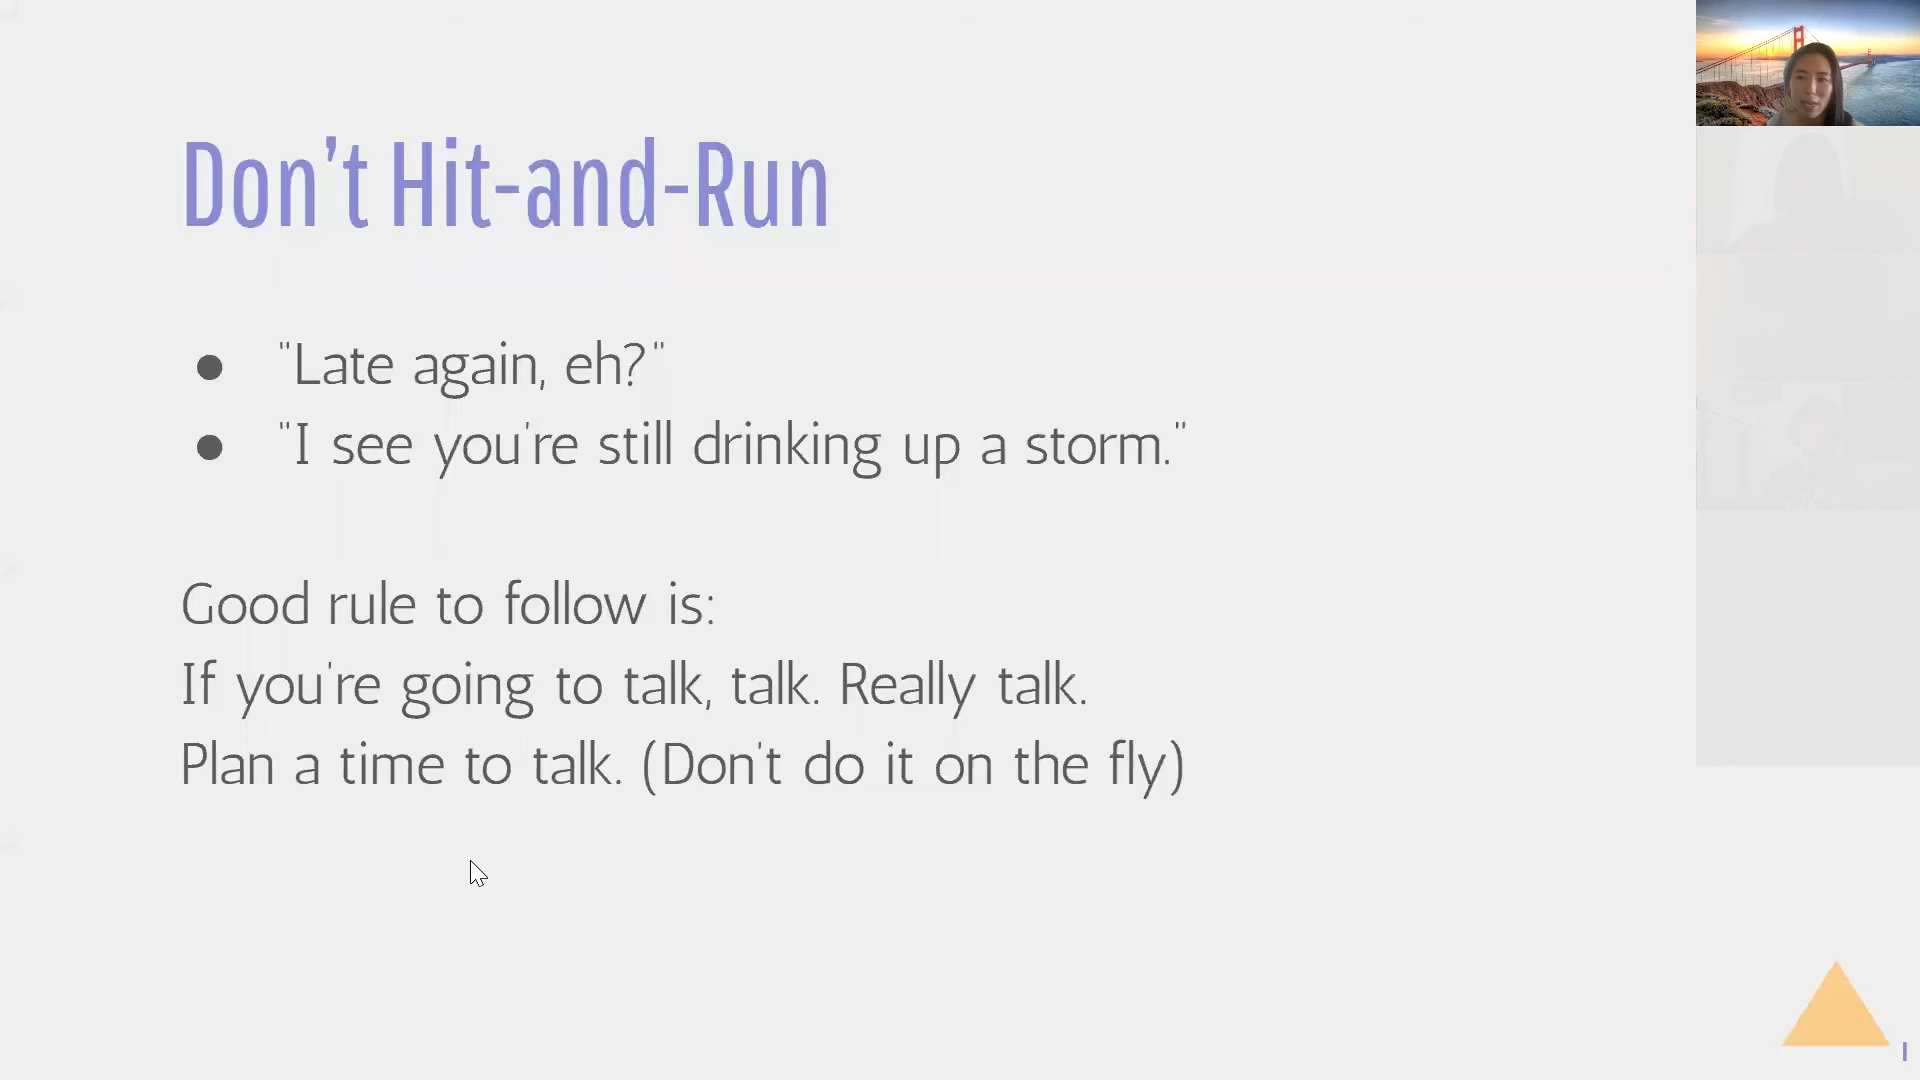 Don't Hit-and-Run
● "Late again, eh?"
● "I see you're still drinking up a storm."
Good rule to follow is:
If you're going to talk, talk. Really talk.
Plan a time to talk. (Don't do it on the fly)